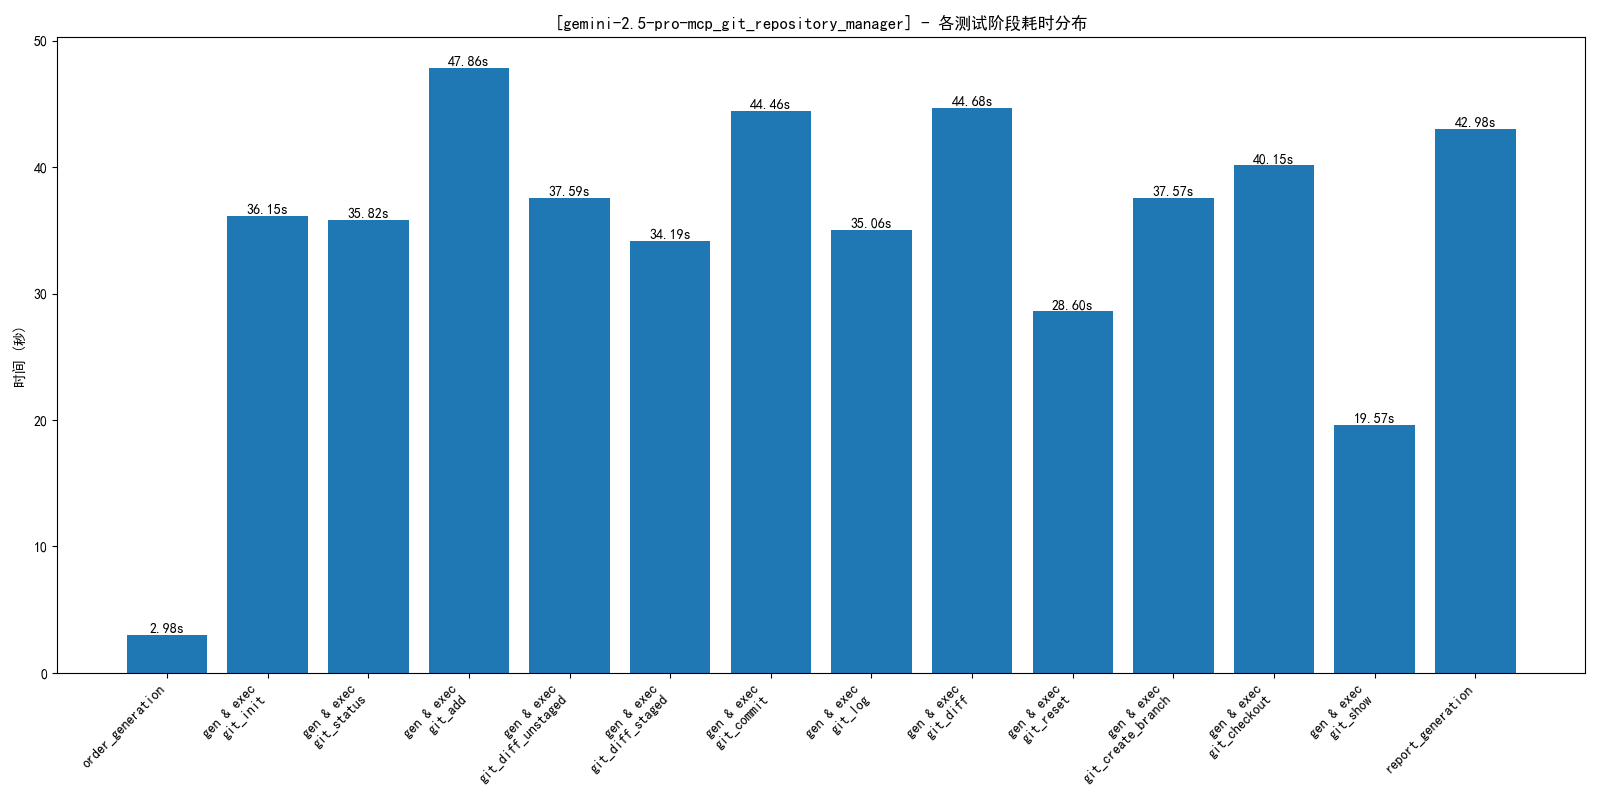 [gemini-2.5-pro-mcp_git_repository_manager] - 各测试阶段耗时分布
时间 (秒)
50
40
30
20
10
0
2.98s
36.15s
35.82s
47.86s
37.59s
34.19s
44.46s
35.06s
44.68s
28.60s
37.57s
40.15s
19.57s
42.98s
order_generation
gen & exec
git_init
gen & exec
git_status
gen & exec
git_add
gen & exec
git_diff_unstaged
gen & exec
git_diff_staged
gen & exec
git_commit
gen & exec
git_log
gen & exec
git_diff
gen & exec
git_reset
gen & exec
git_create_branch
gen & exec
git_checkout
gen & exec
git_show
report_generation